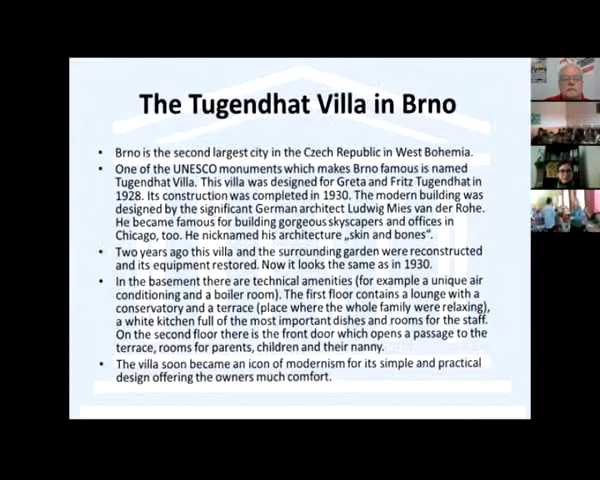 The Tugendhat Villa in Brno
• Brno is the second largest city in the Czech Republic in West Bohemia.
• One of the UNESCO monuments which makes Brno famous is named
Tugendhat Villa. This villa was designed for Greta and Fritz Tugendhat in
1928. Its construction was completed in 1930. The modern building was
designed by the significant German architect Ludwig Mies van der Rohe.
He became famous for building gorgeous skyscapers and offices in
Chicago, too. He nicknamed his architecture „skin and bones“.
• Two years ago this villa and the surrounding garden were reconstructed
and its equipment restored. Now it looks the same as in 1930.
• In the basement there are technical amenities (for example a unique air
conditioning and a boiler room). The first floor contains a lounge with a
conservatory and a terrace (place where the whole family were relaxing),
a white kitchen full of the most important dishes and rooms for the staff.
On the second floor there is the front door which opens a passage to the
terrace, rooms for parents, children and their nanny.
• The villa soon became an icon of modernism for its simple and practical
design offering the owners much comfort.